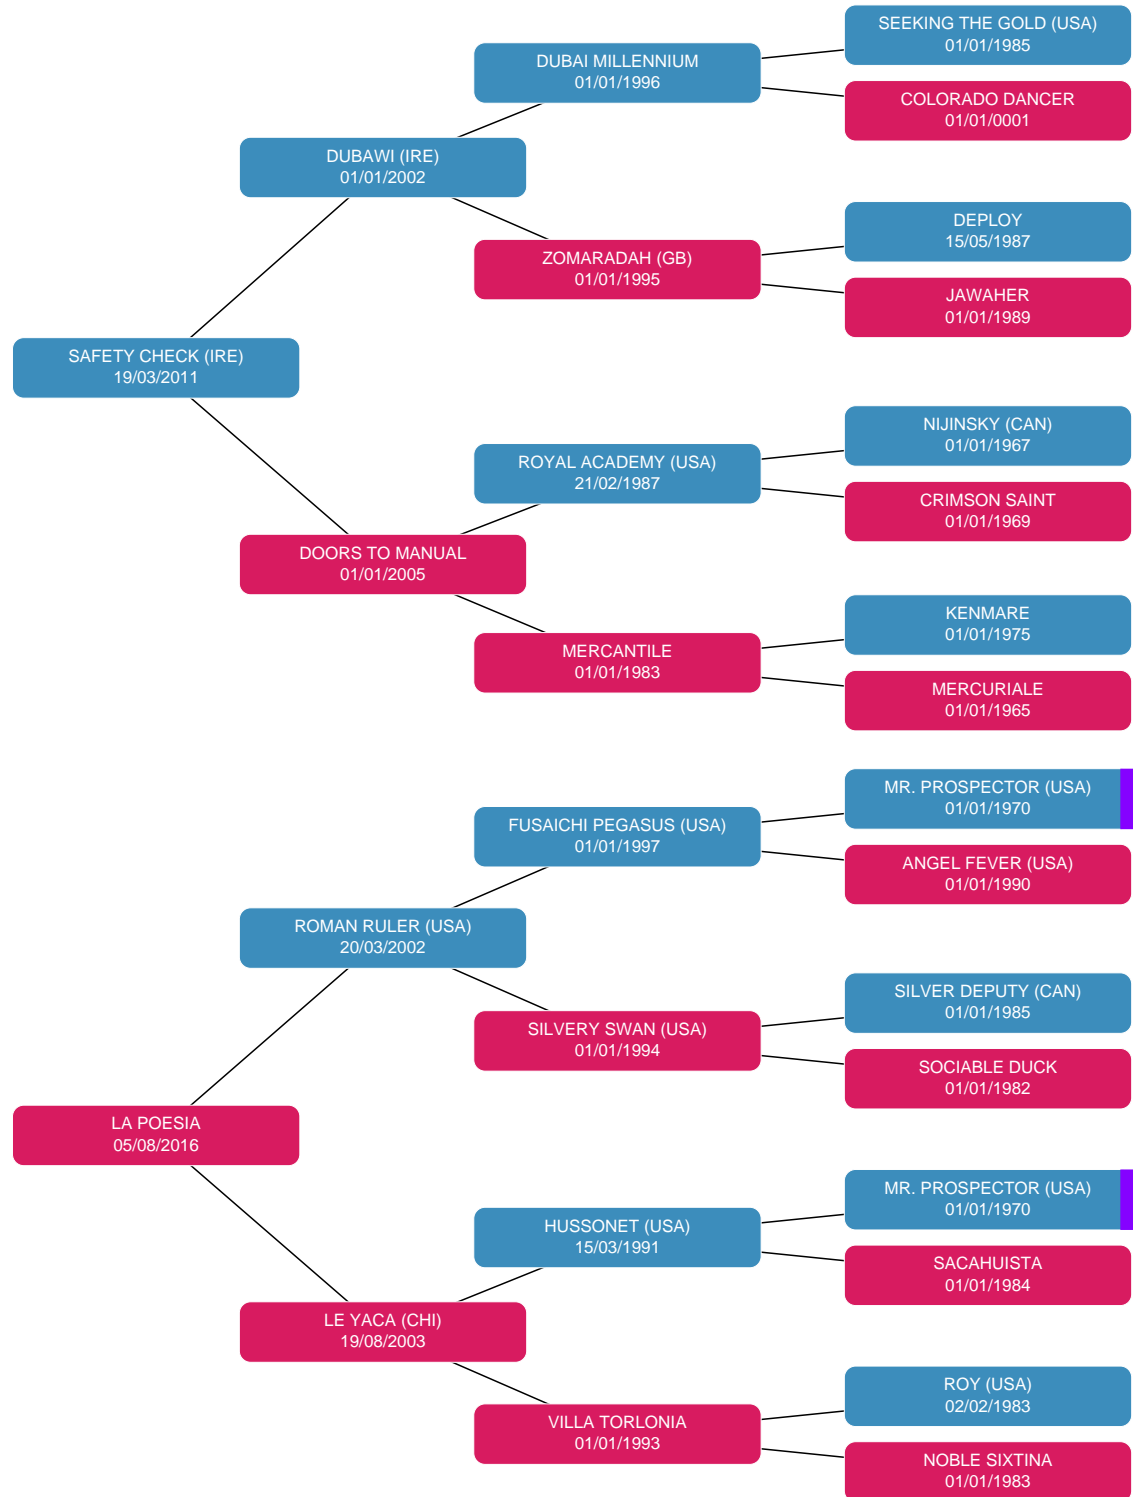 SEEKING THE GOLD (USA)
01/01/1985
DUBAI MILLENNIUM
01/01/1996
COLORADO DANCER
01/01/0001
DUBAWI (IRE)
01/01/2002
DEPLOY
15/05/1987
ZOMARADAH (GB)
01/01/1995
JAWAHER
01/01/1989
SAFETY CHECK (IRE)
19/03/2011
NIJINSKY (CAN)
01/01/1967
ROYAL ACADEMY (USA)
21/02/1987
CRIMSON SAINT
01/01/1969
DOORS TO MANUAL
01/01/2005
KENMARE
01/01/1975
MERCANTILE
01/01/1983
MERCURIALE
01/01/1965
MR. PROSPECTOR (USA)
01/01/1970
FUSAICHI PEGASUS (USA)
01/01/1997
ANGEL FEVER (USA)
01/01/1990
ROMAN RULER (USA)
20/03/2002
SILVER DEPUTY (CAN)
01/01/1985
SILVERY SWAN (USA)
01/01/1994
SOCIABLE DUCK
01/01/1982
LA POESIA
05/08/2016
MR. PROSPECTOR (USA)
01/01/1970
HUSSONET (USA)
15/03/1991
SACAHUISTA
01/01/1984
LE YACA (CHI)
19/08/2003
ROY (USA)
02/02/1983
VILLA TORLONIA
01/01/1993
NOBLE SIXTINA
01/01/1983